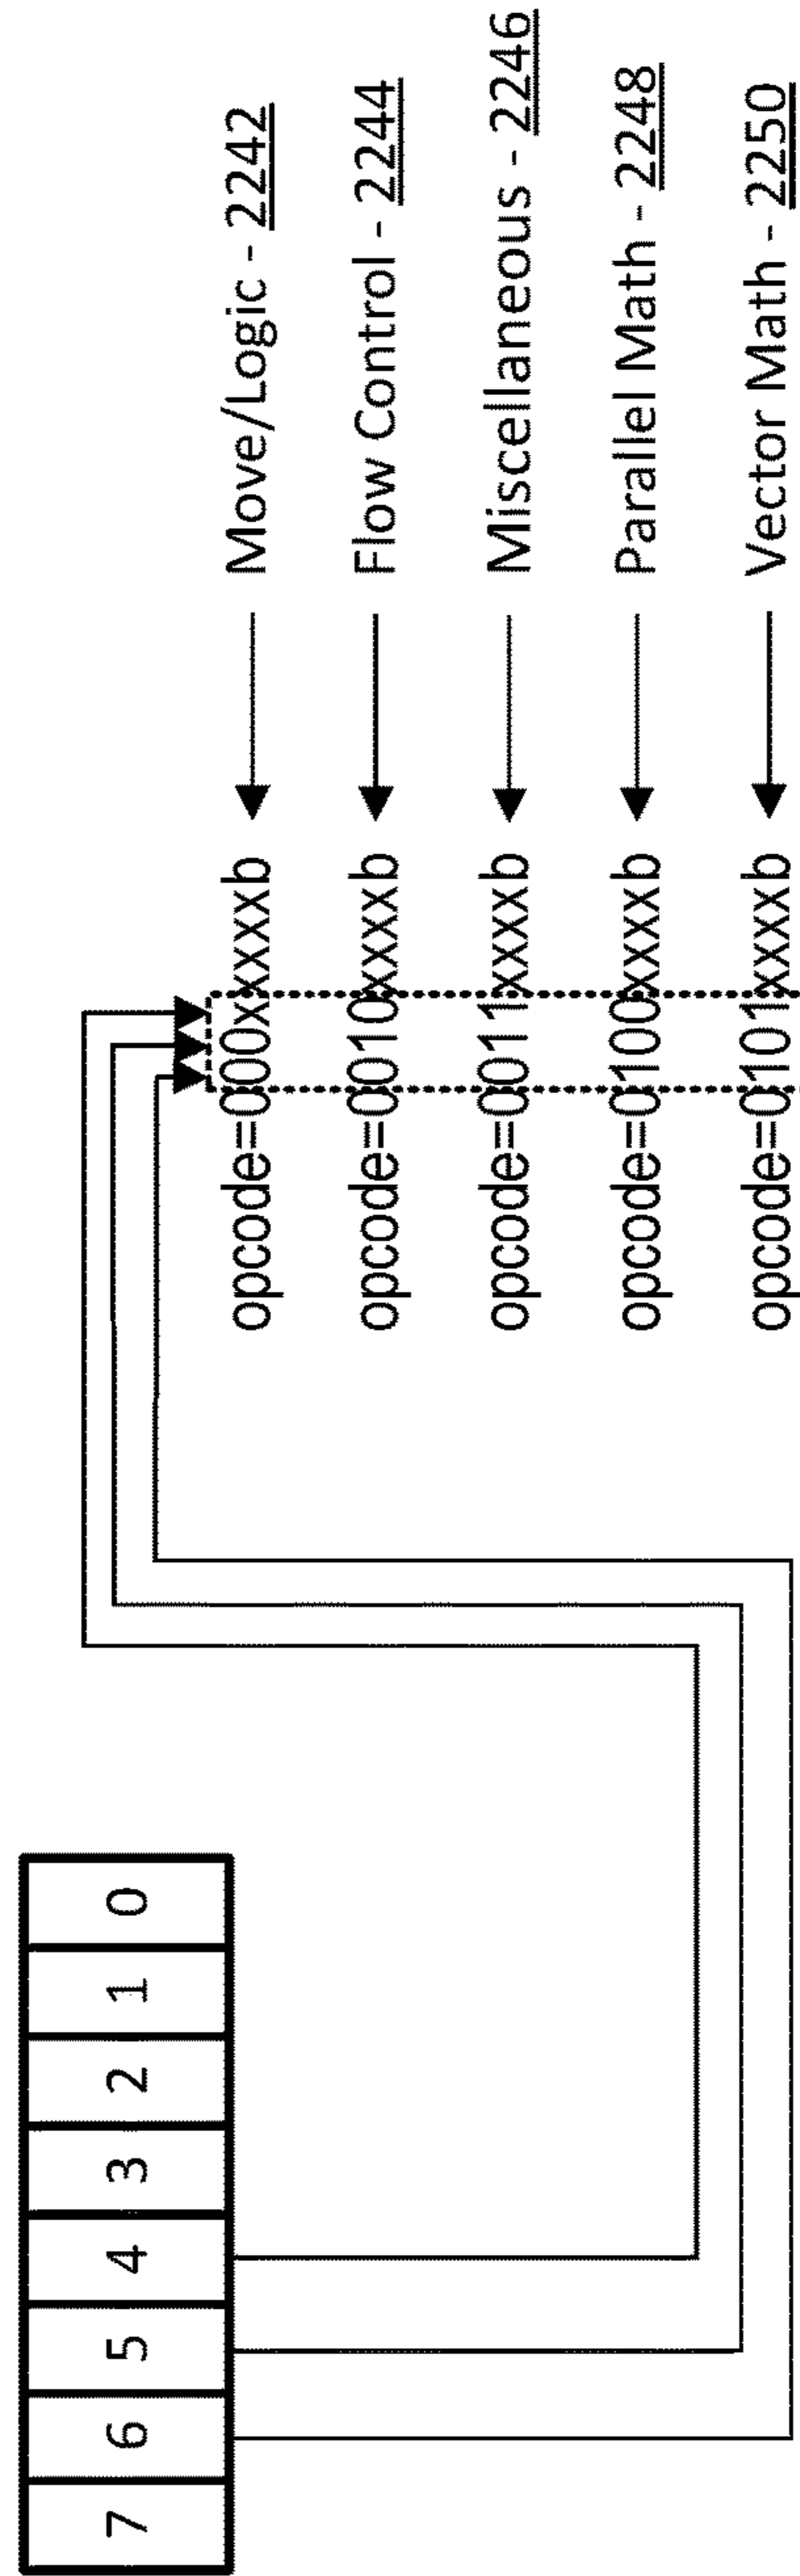 7 6 5 4 3 2 1 0
opcode=000xxxxxb Move/Logic - 2242
opcode=0010xxxxb Flow Control - 2244
opcode=0011xxxxb Miscellaneous - 2246
opcode=0100xxxxb Parallel Math - 2248
opcode=0101xxxxb Vector Math - 2250